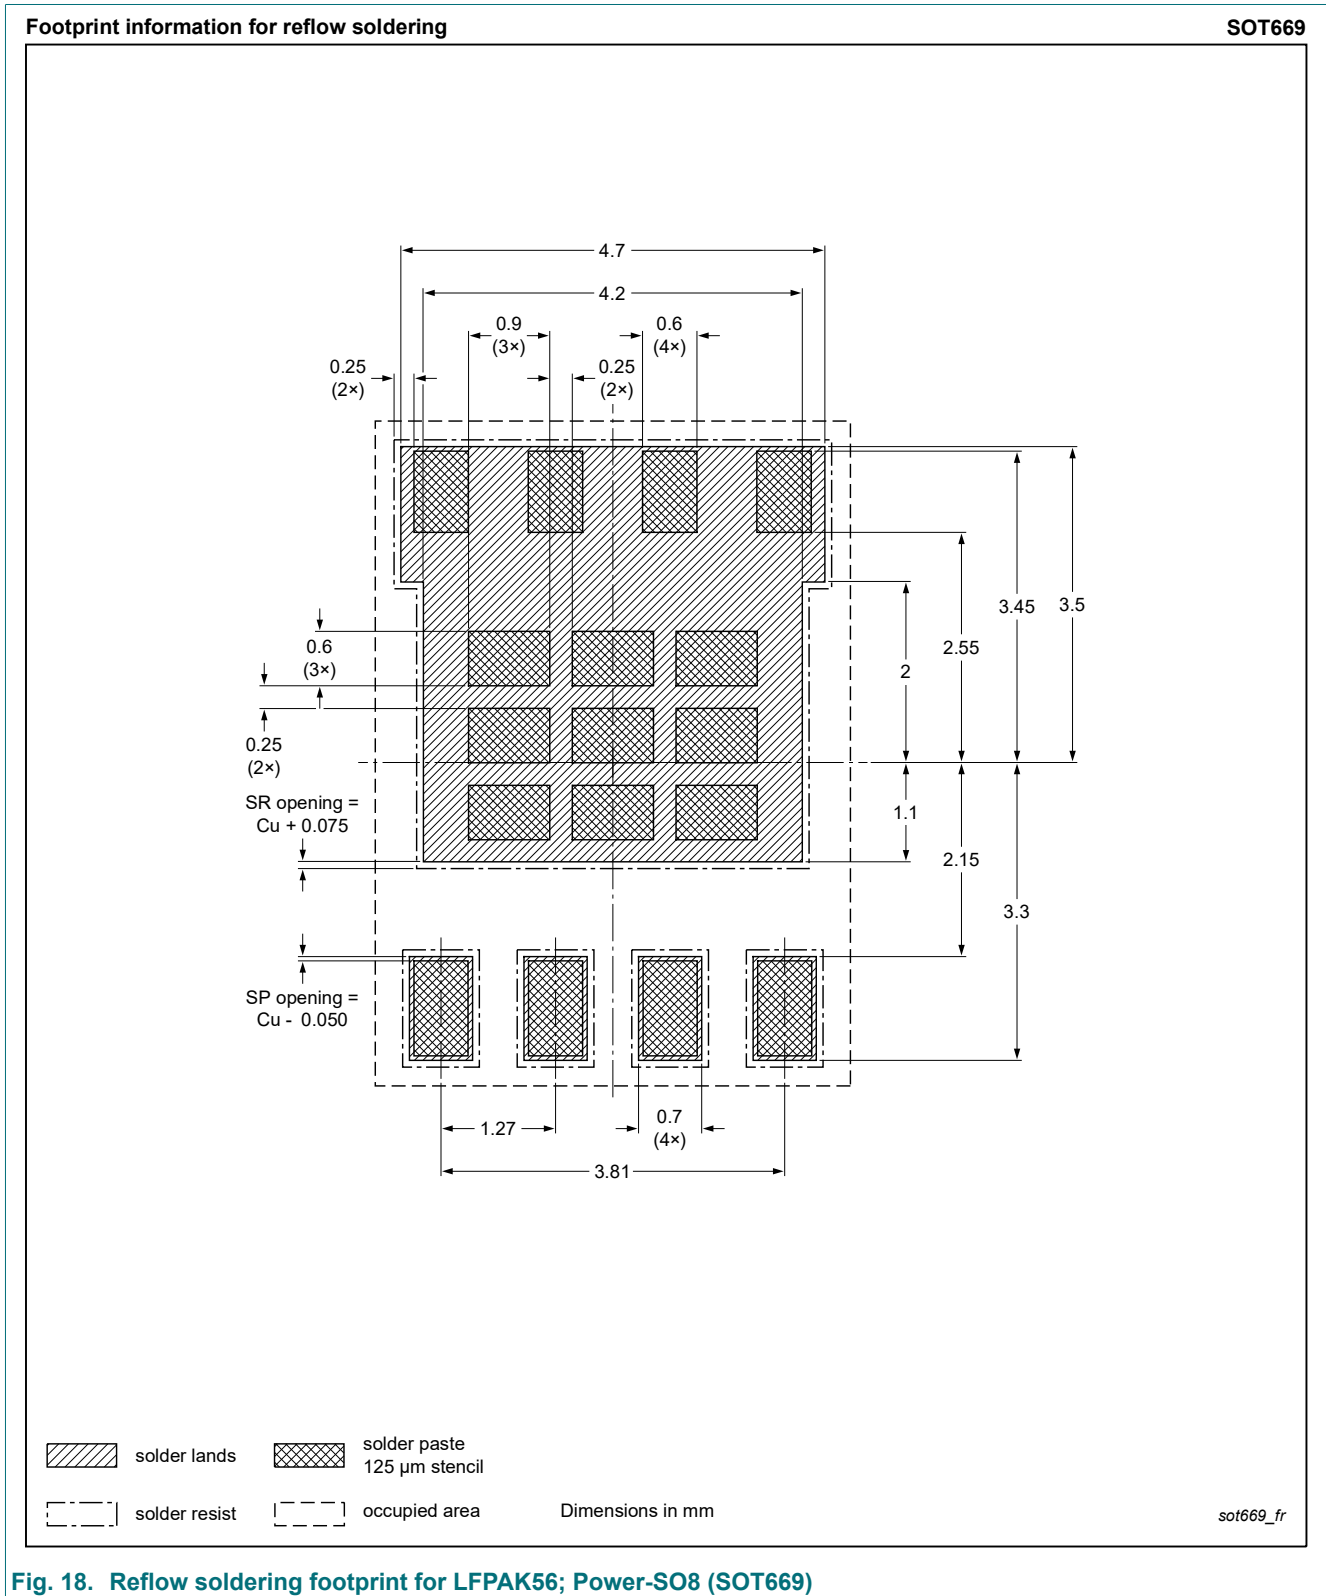 Footprint information for reflow soldering
SOT669
4.7
4.2
0.9
(3×)
0.6
(4×)
0.25
(2×)
0.25
(2×)
0.6
(3×)
0.25
(2×)
3.45
3.5
2.55
2
SR opening =
Cu + 0.075
1.1
2.15
3.3
SP opening =
Cu - 0.050
1.27
0.7
(4×)
3.81
solder lands
solder paste
125 µm stencil
solder resist
occupied area
Dimensions in mm
sot669_fr
Fig. 18. Reflow soldering footprint for LFPAK56; Power-SO8 (SOT669)